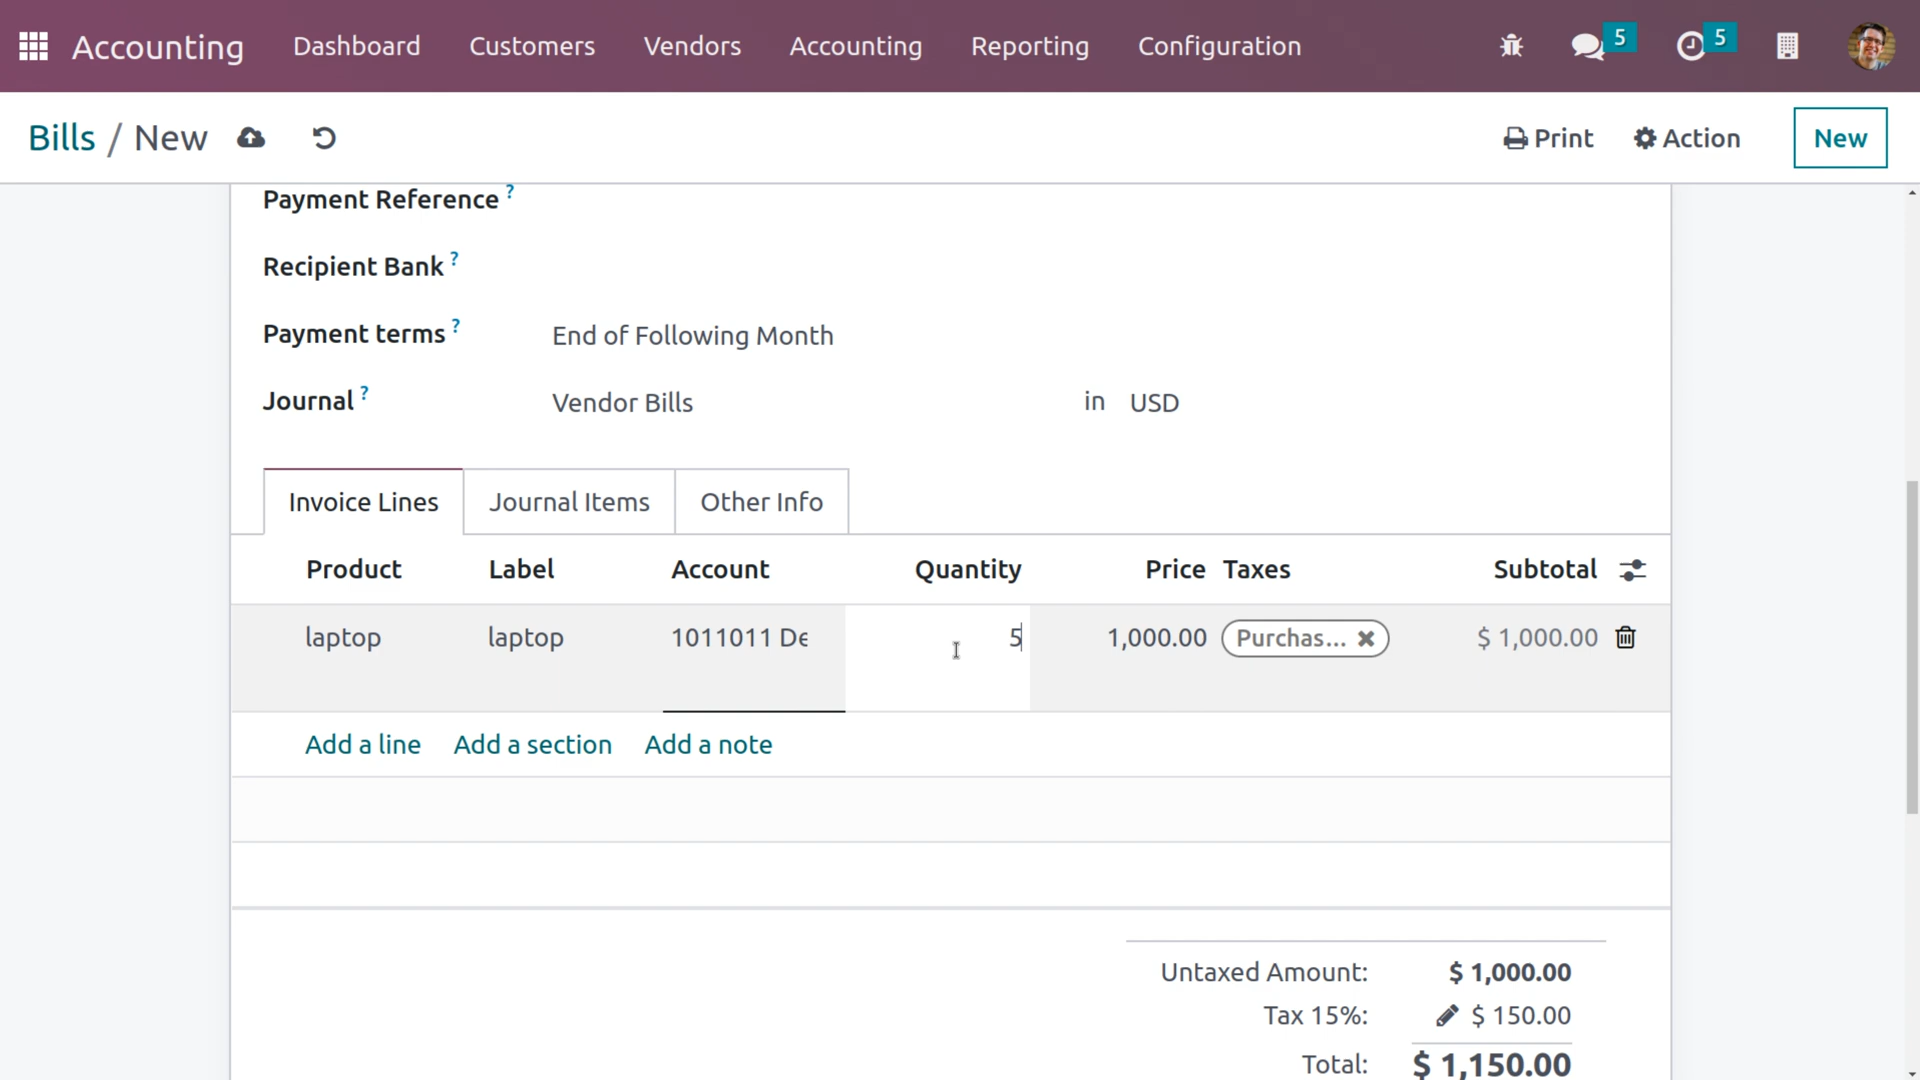 Accounting Dashboard Customers Vendors Accounting Reporting Configuration 5 5
Bills / New Print Action New
Payment Reference ?
Recipient Bank ?
Payment terms ? End of Following Month
Journal ? Vendor Bills in USD
Invoice Lines Journal Items Other Info
Product Label Account Quantity Price Taxes Subtotal
laptop laptop 1011011 De 5 1,000.00 Purchas... $ 1,000.00
Add a line Add a section Add a note
Untaxed Amount: $ 1,000.00
Tax 15%: $ 150.00
Total: $ 1,150.00